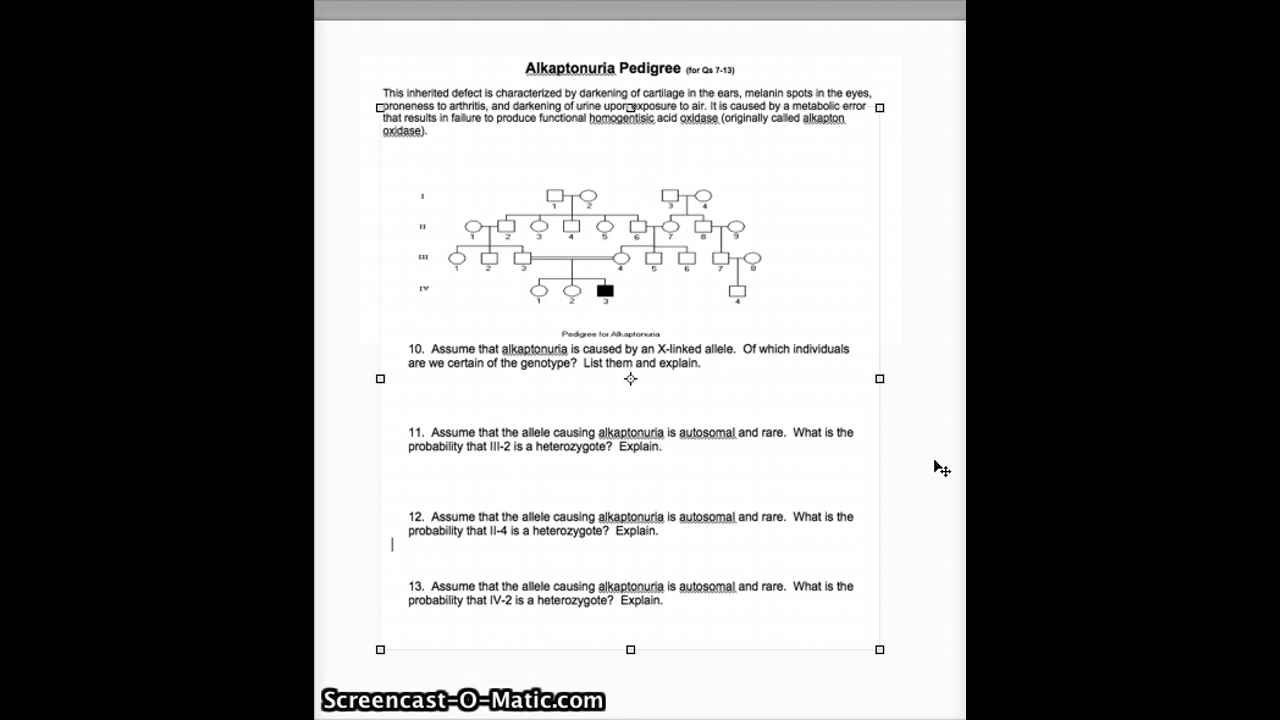 Alkaptonuria Pedigree (for Qs 7-13)
This inherited defect is characterized by darkening of cartilage in the ears, melanin spots in the eyes,
proneness to arthritis, and darkening of urine upon exposure to air. It is caused by a metabolic error
that results in failure to produce functional homogentisic acid oxidase (originally called alkapton
oxidase).
I
1 2 3 4
II
1 2 3 4 5 6 7 8 9
III
1 2 3 4 5 6 7 8
IV
1 2 3 4
Pedigree for Alkaptonuria
10. Assume that alkaptonuria is caused by an X-linked allele. Of which individuals
are we certain of the genotype? List them and explain.
11. Assume that the allele causing alkaptonuria is autosomal and rare. What is the
probability that III-2 is a heterozygote? Explain.
12. Assume that the allele causing alkaptonuria is autosomal and rare. What is the
probability that II-4 is a heterozygote? Explain.
13. Assume that the allele causing alkaptonuria is autosomal and rare. What is the
probability that IV-2 is a heterozygote? Explain.
Screencast-O-Matic.com